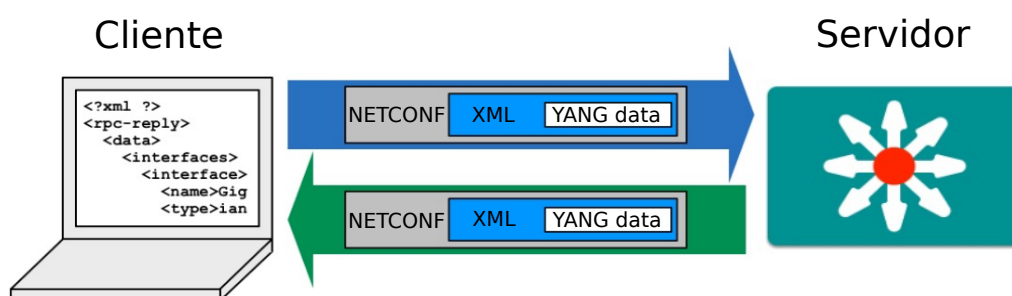 Cliente
Servidor
<?xml ?>
<rpc-reply>
<data>
<interfaces>
<interface>
<name>Gig
<type>ian
NETCONF XML YANG data
NETCONF XML YANG data